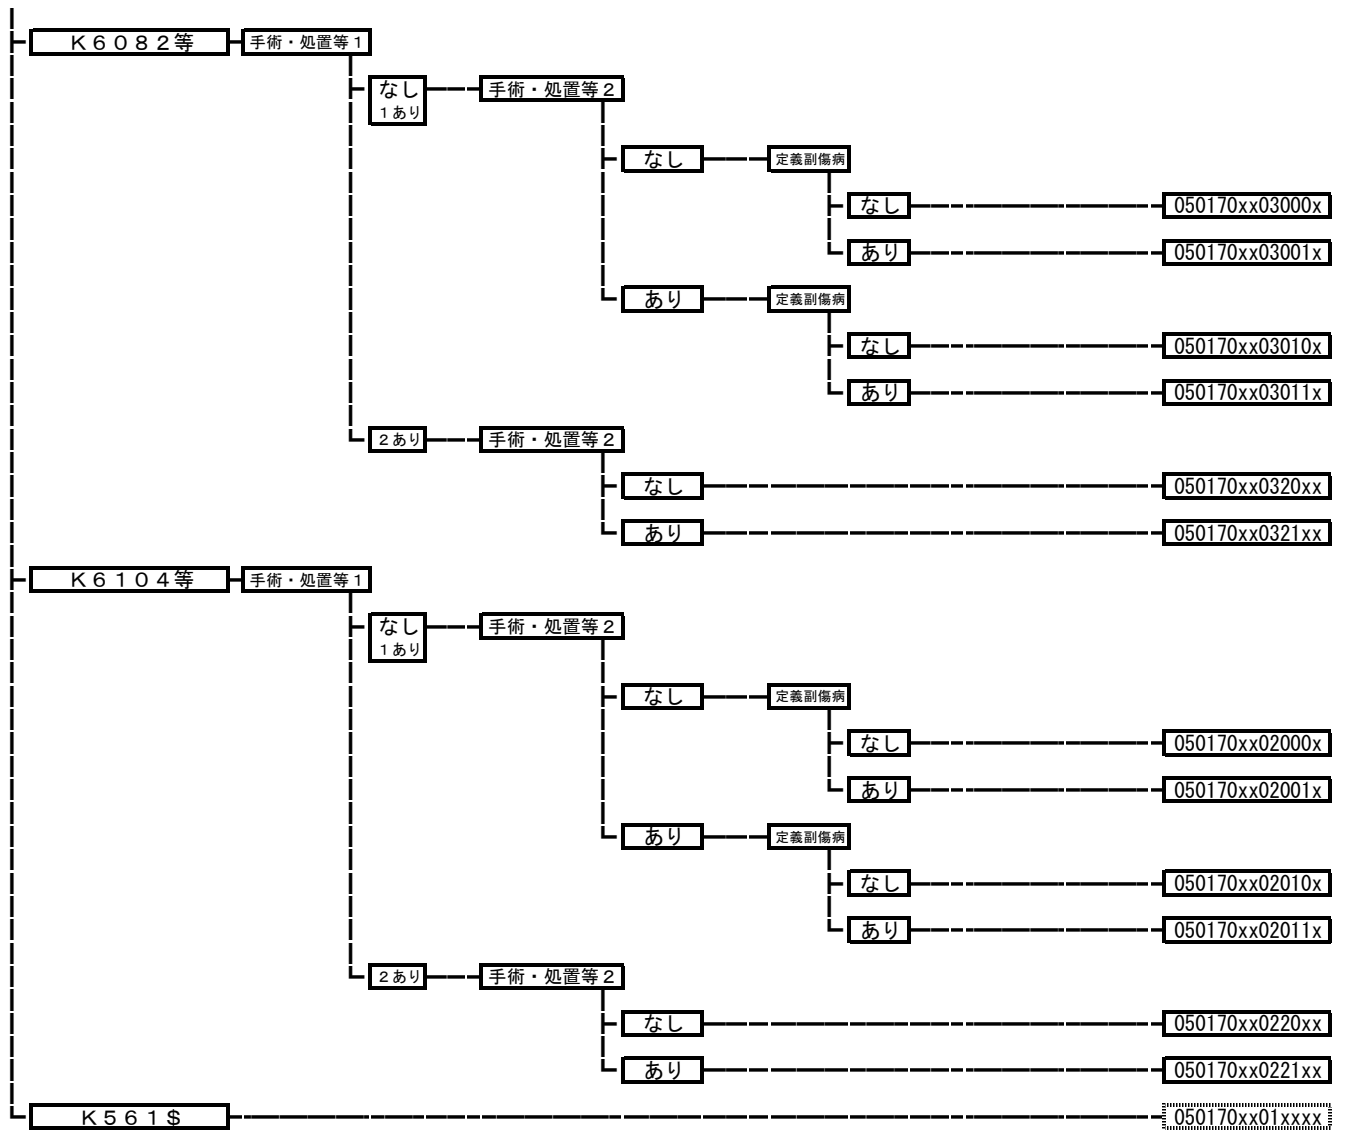 K6082等 手術・処置等1
なし 手術・処置等2
1あり
なし 定義副傷病
なし 050170xx03000x
あり 050170xx03001x
あり 定義副傷病
なし 050170xx03010x
あり 050170xx03011x
2あり 手術・処置等2
なし 050170xx0320xx
あり 050170xx0321xx
K6104等 手術・処置等1
なし 手術・処置等2
1あり
なし 定義副傷病
なし 050170xx02000x
あり 050170xx02001x
あり 定義副傷病
なし 050170xx02010x
あり 050170xx02011x
2あり 手術・処置等2
なし 050170xx0220xx
あり 050170xx0221xx
K561$ 050170xx01xxxx